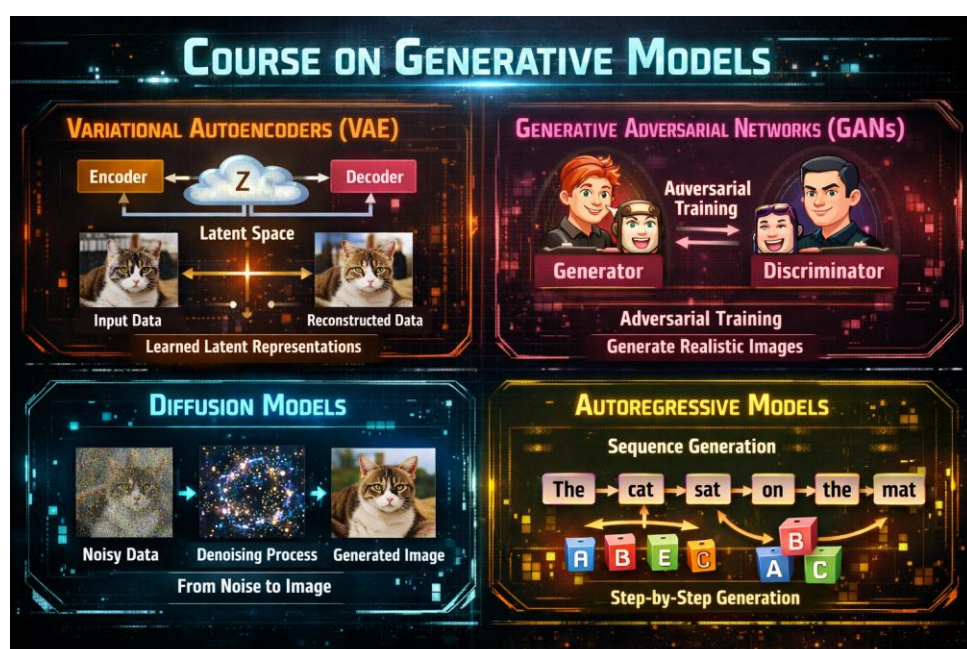 COURSE ON GENERATIVE MODELS
VARIATIONAL AUTOENCODERS (VAE)
Encoder
Z
Decoder
Latent Space
Input Data
Reconstructed Data
Learned Latent Representations
GENERATIVE ADVERSARIAL NETWORKS (GANs)
Auversarial
Training
Generator
Discriminator
Adversarial Training
Generate Realistic Images
DIFFUSION MODELS
Noisy Data
Denoising Process
Generated Image
From Noise to Image
AUTOREGRESSIVE MODELS
Sequence Generation
The cat sat on the mat
A B E C
B
A C
Step-by-Step Generation